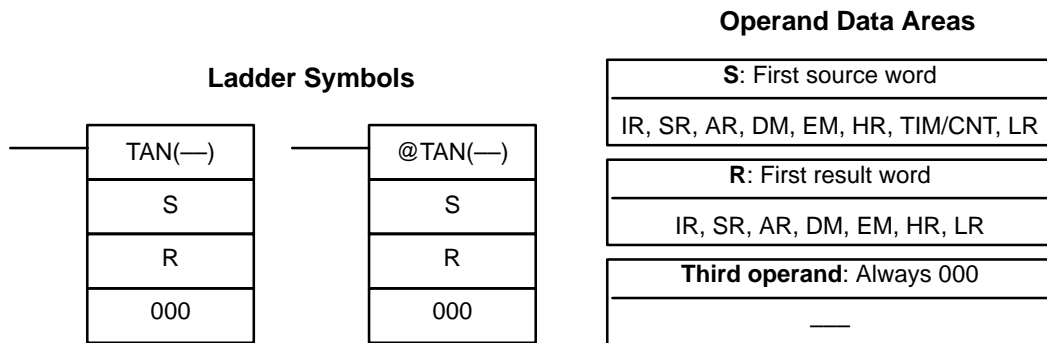 Ladder Symbols
TAN(—)
S
R
000
@TAN(—)
S
R
000
Operand Data Areas
S: First source word
IR, SR, AR, DM, EM, HR, TIM/CNT, LR
R: First result word
IR, SR, AR, DM, EM, HR, LR
Third operand: Always 000
—